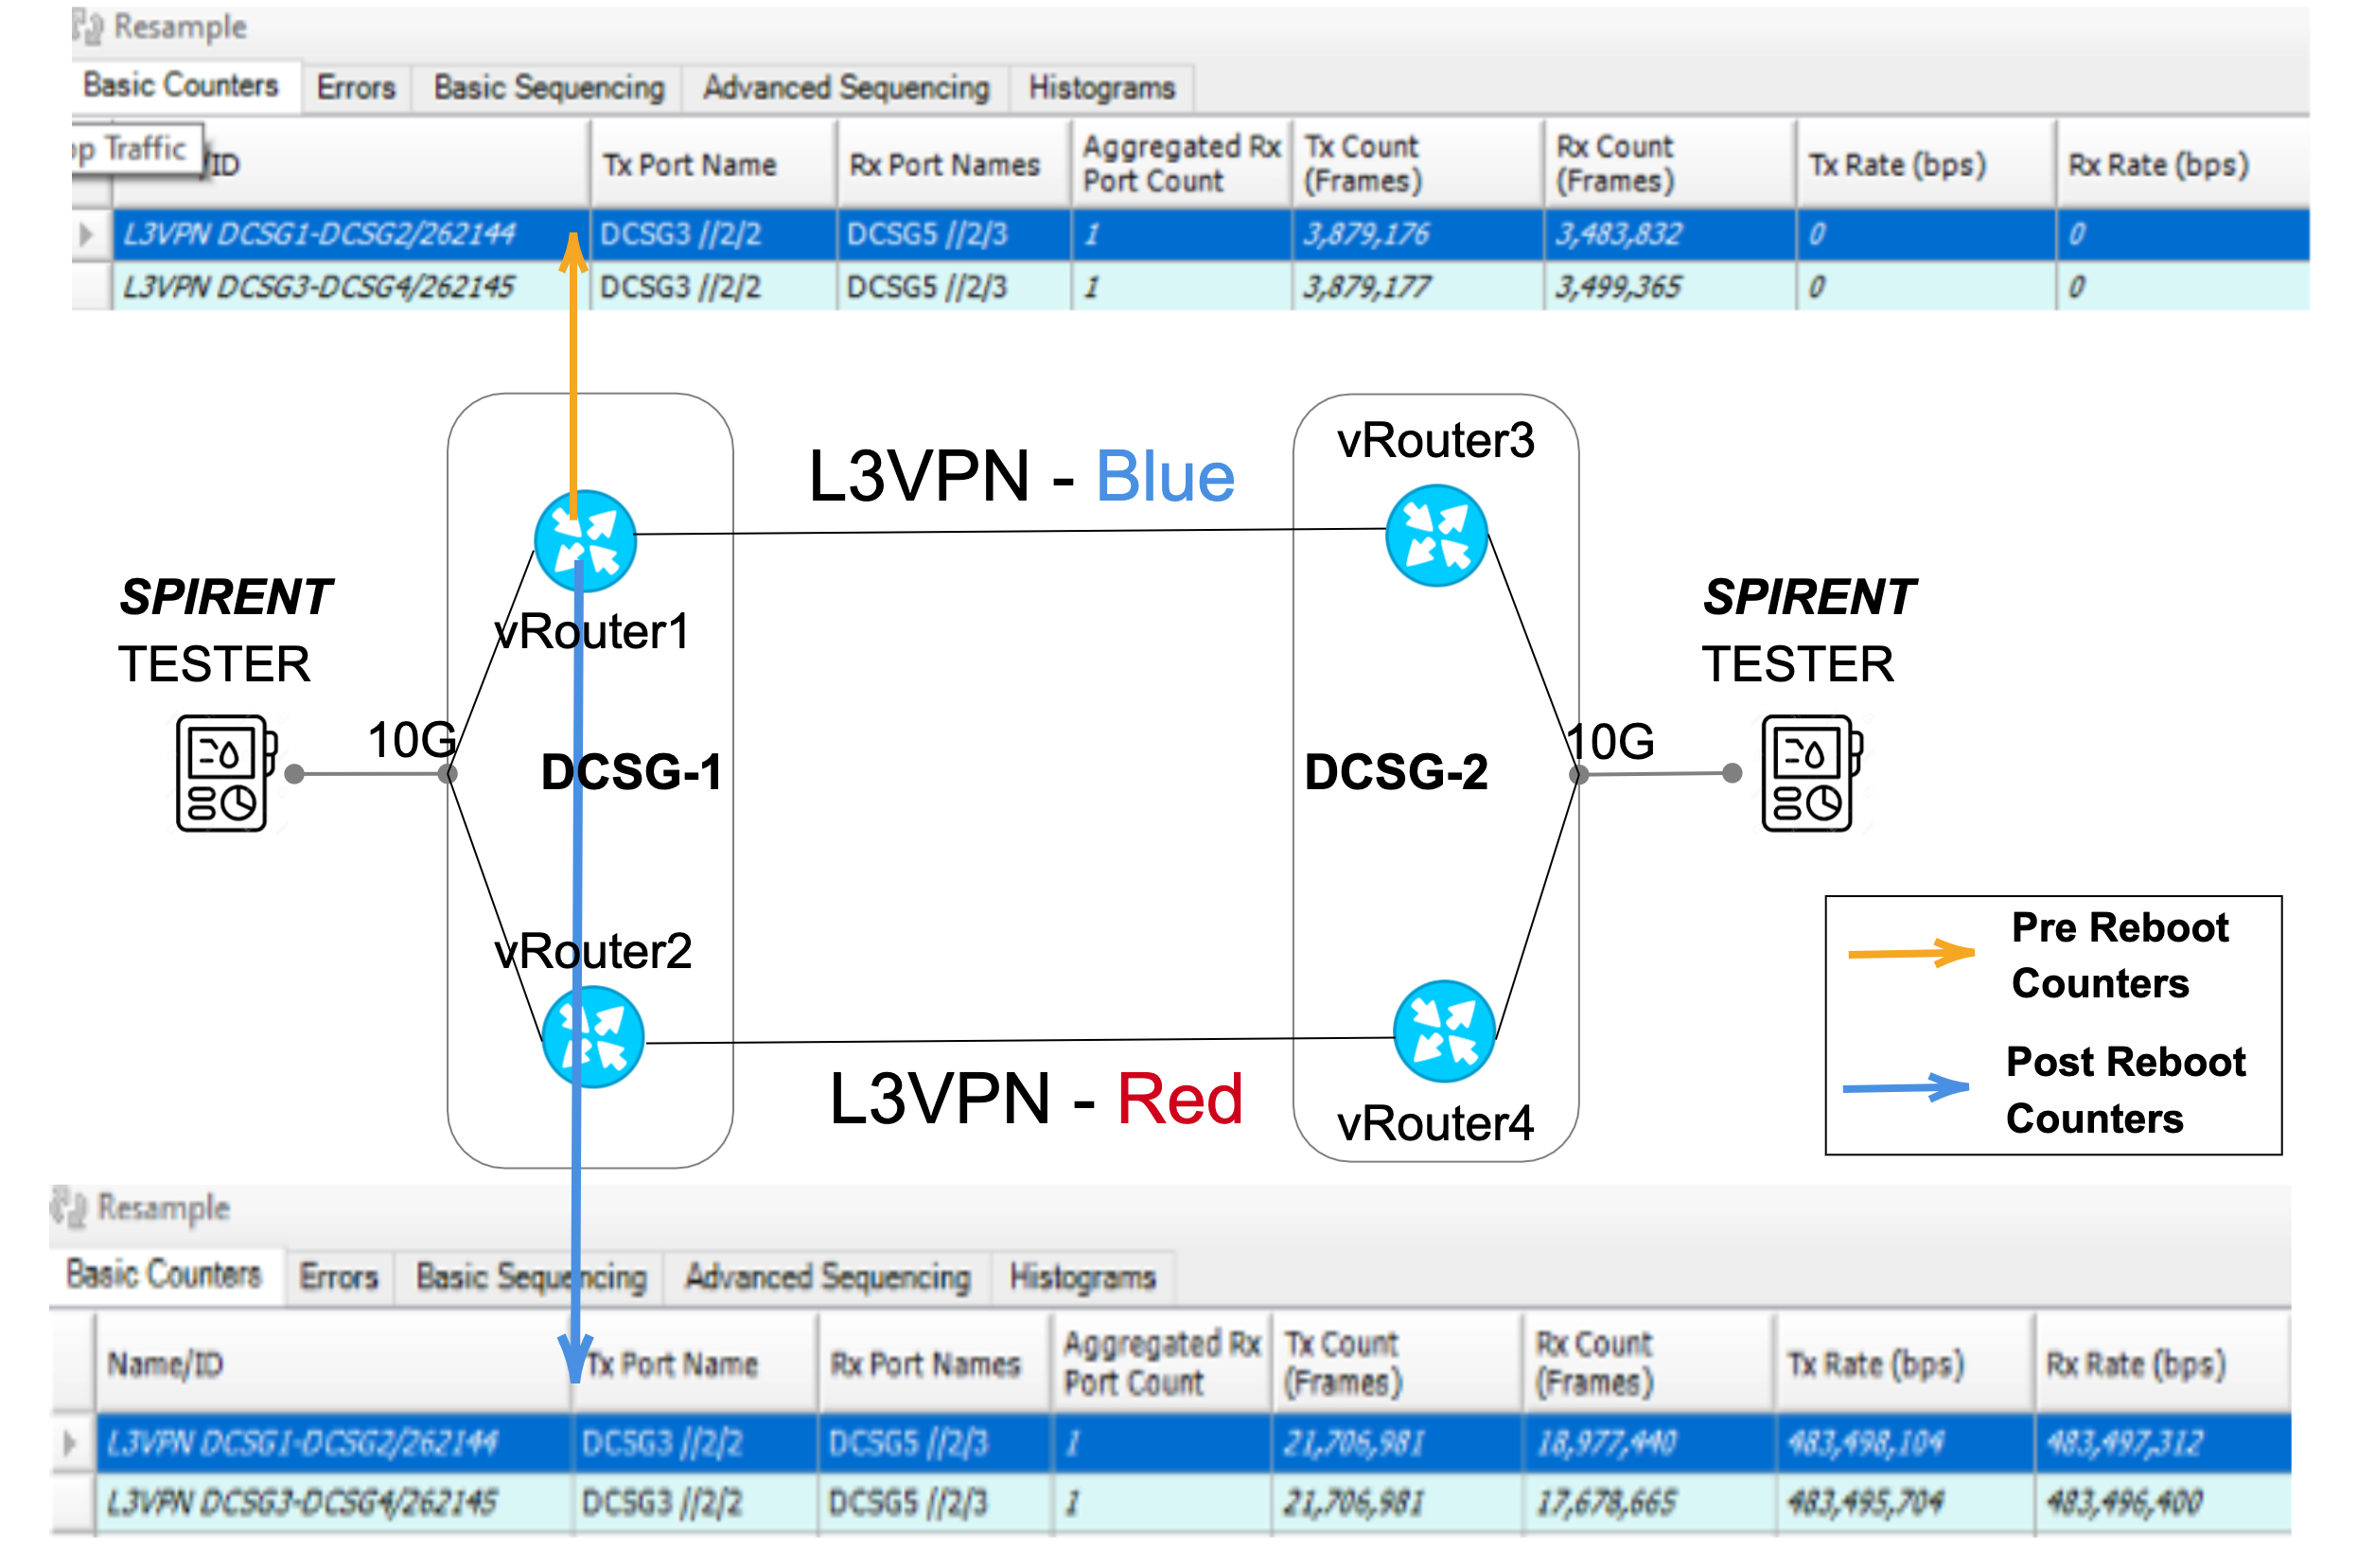 Resample
Basic Counters Errors Basic Sequencing Advanced Sequencing Histograms
op Traffic /ID Tx Port Name Rx Port Names Aggregated Rx Port Count Tx Count (Frames) Rx Count (Frames) Tx Rate (bps) Rx Rate (bps)
L3VPN DCSG1-DCSG2/262144 DCSG3 //2/2 DCSG5 //2/3 1 3,879,176 3,483,832 0 0
L3VPN DCSG3-DCSG4/262145 DCSG3 //2/2 DCSG5 //2/3 1 3,879,177 3,499,365 0 0
vRouter3
L3VPN - Blue
SPIRENT
TESTER
vRouter1
SPIRENT
TESTER
10G
10G
DCSG-1
DCSG-2
vRouter2
L3VPN - Red
vRouter4
Pre Reboot
Counters
Post Reboot
Counters
Resample
Basic Counters Errors Basic Sequencing Advanced Sequencing Histograms
Name/ID Tx Port Name Rx Port Names Aggregated Rx Port Count Tx Count (Frames) Rx Count (Frames) Tx Rate (bps) Rx Rate (bps)
L3VPN DCSG1-DCSG2/262144 DCSG3 //2/2 DCSG5 //2/3 1 21,706,981 18,977,440 483,498,104 483,497,312
L3VPN DCSG3-DCSG4/262145 DCSG3 //2/2 DCSG5 //2/3 1 21,706,981 17,678,665 483,495,704 483,496,400